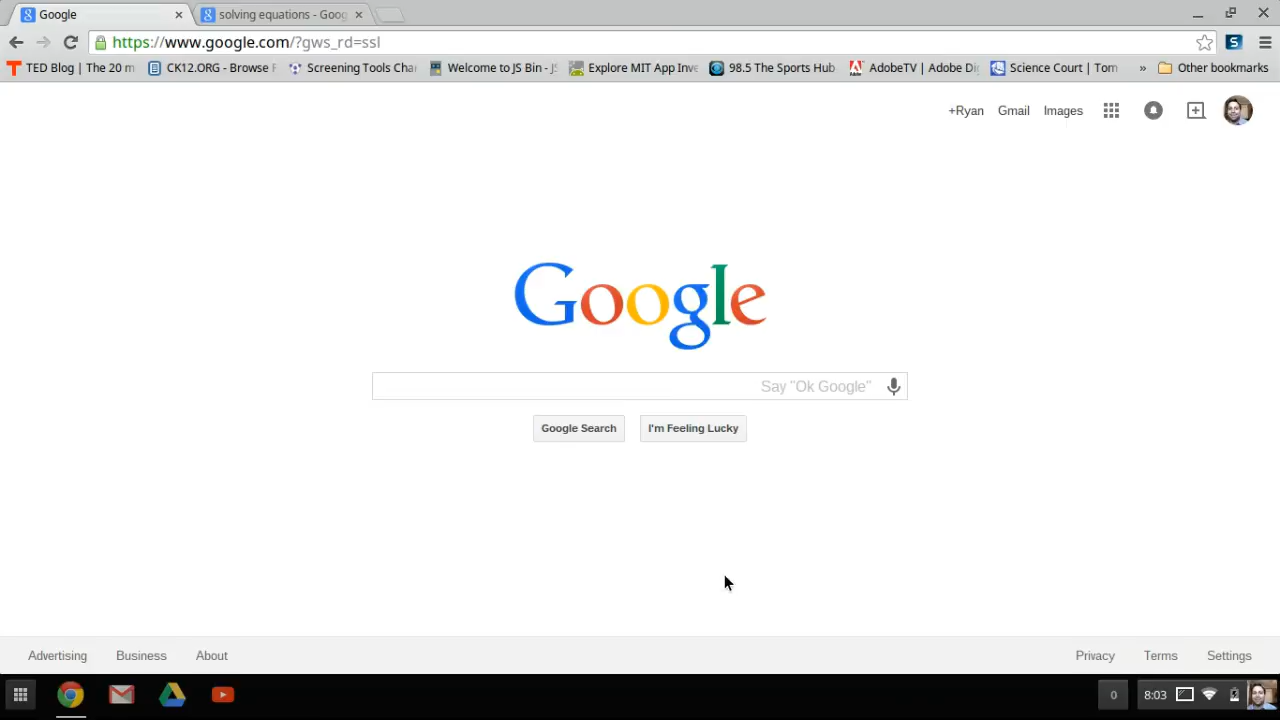 Google
solving equations - Goog
https://www.google.com/?gws_rd=ssl
TED Blog | The 20 m
CK12.ORG - Browse F
Screening Tools Cha
Welcome to JS Bin - JS
Explore MIT App Inve
98.5 The Sports Hub
AdobeTV | Adobe Di
Science Court | Tom
»
Other bookmarks
+Ryan
Gmail
Images
Google
Say "Ok Google"
Google Search
I'm Feeling Lucky
Advertising
Business
About
Privacy
Terms
Settings
0
8:03